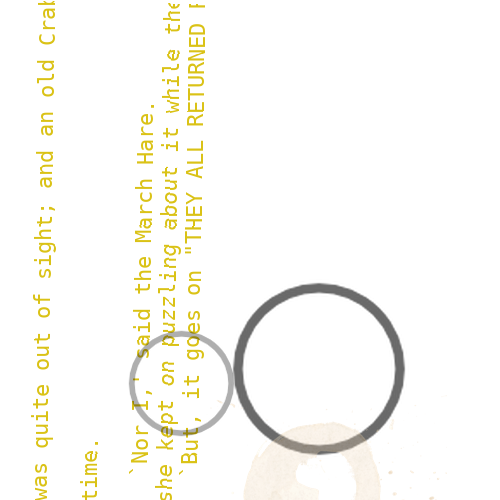 was quite out of sight; and an old Crab
time.
`Nor I,' said the March Hare.
she kept on puzzling about it while the
`But, it goes on "THEY ALL RETURNED